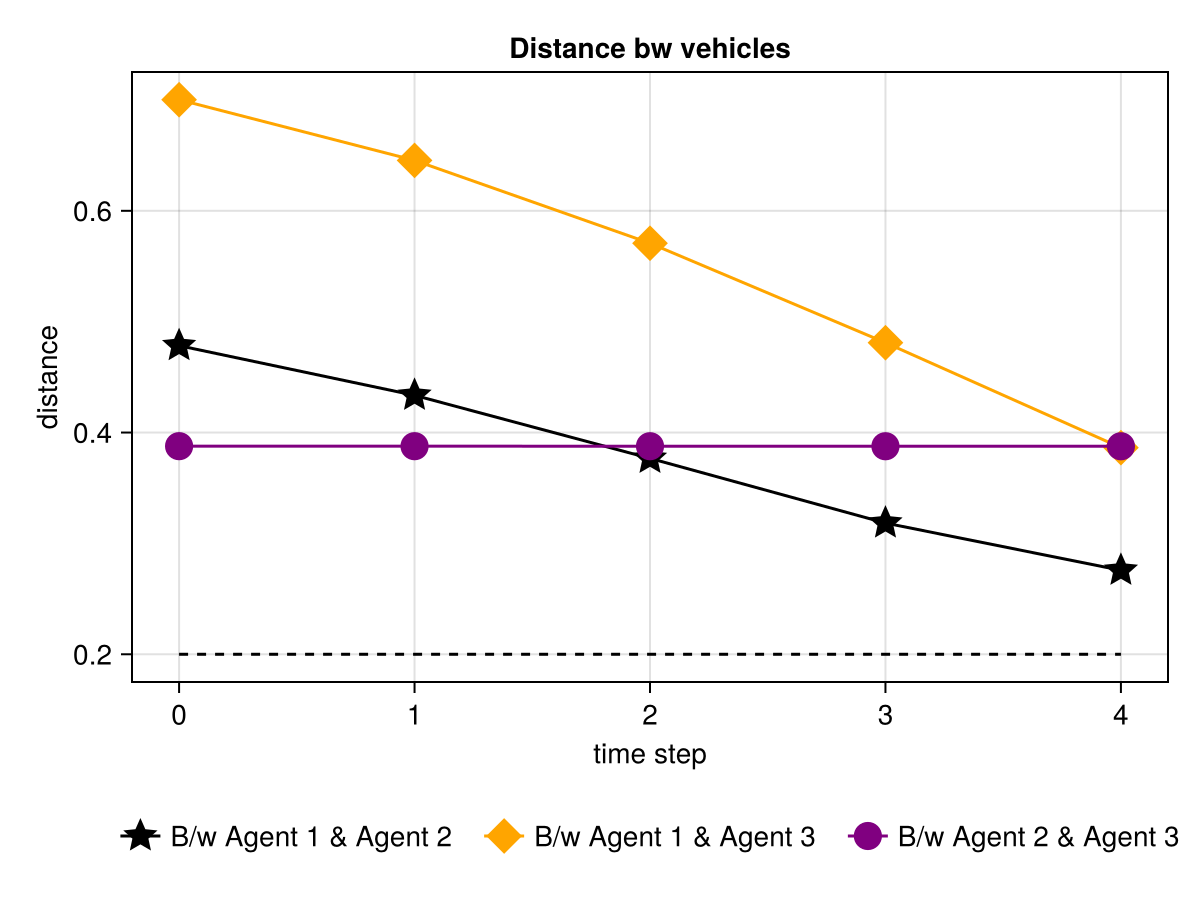 Distance bw vehicles
distance
0.6
0.4
0.2
0 1 2 3 4
time step
B/w Agent 1 & Agent 2 B/w Agent 1 & Agent 3 B/w Agent 2 & Agent 3